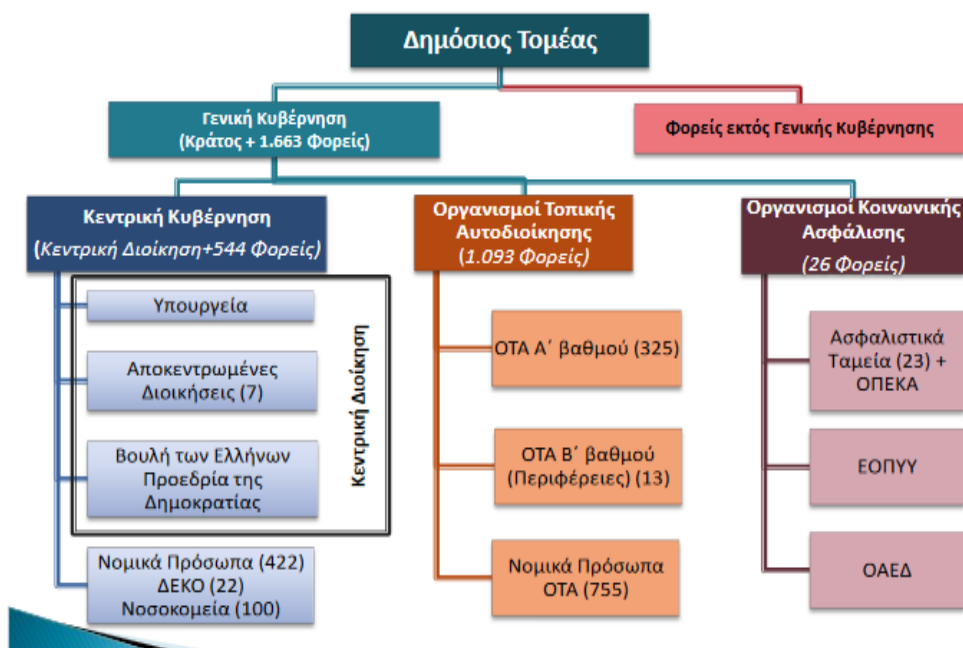 Δημόσιος Τομέας
Γενική Κυβέρνηση
(Κράτος + 1.663 Φορείς)
Φορείς εκτός Γενικής Κυβέρνησης
Κεντρική Κυβέρνηση
(Κεντρική Διοίκηση+544 Φορείς)
Υπουργεία
Αποκεντρωμένες
Διοικήσεις (7)
Βουλή των Ελλήνων
Προεδρία της
Δημοκρατίας
Κεντρική Διοίκηση
Νομικά Πρόσωπα (422)
ΔΕΚΟ (22)
Νοσοκομεία (100)
Οργανισμοί Τοπικής
Αυτοδιοίκησης
(1.093 Φορείς)
ΟΤΑ Α΄ βαθμού (325)
ΟΤΑ Β΄ βαθμού
(Περιφέρειες) (13)
Νομικά Πρόσωπα
ΟΤΑ (755)
Οργανισμοί Κοινωνικής
Ασφάλισης
(26 Φορείς)
Ασφαλιστικά
Ταμεία (23) +
ΟΠΕΚΑ
ΕΟΠΥΥ
ΟΑΕΔ